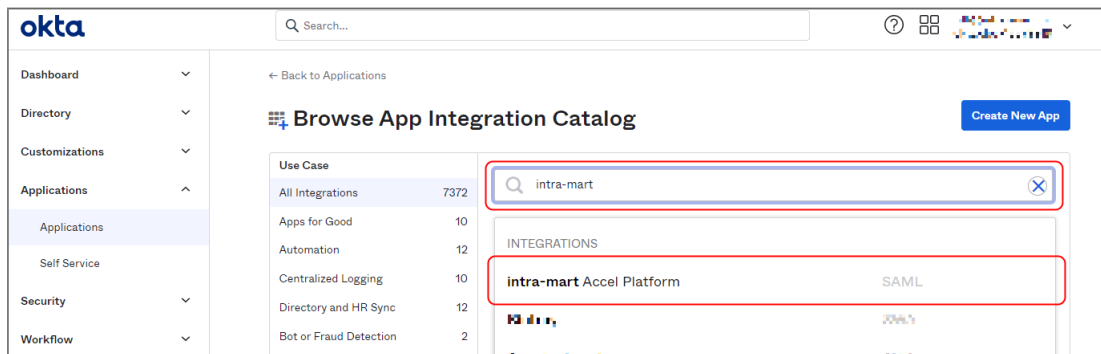 okta
Search...
Dashboard
Directory
Customizations
Applications
Applications
Self Service
Security
Workflow
← Back to Applications
Browse App Integration Catalog
Create New App
Use Case
All Integrations 7372
Apps for Good 10
Automation 12
Centralized Logging 10
Directory and HR Sync 12
Bot or Fraud Detection 2
intra-mart
INTEGRATIONS
intra-mart Accel Platform SAML